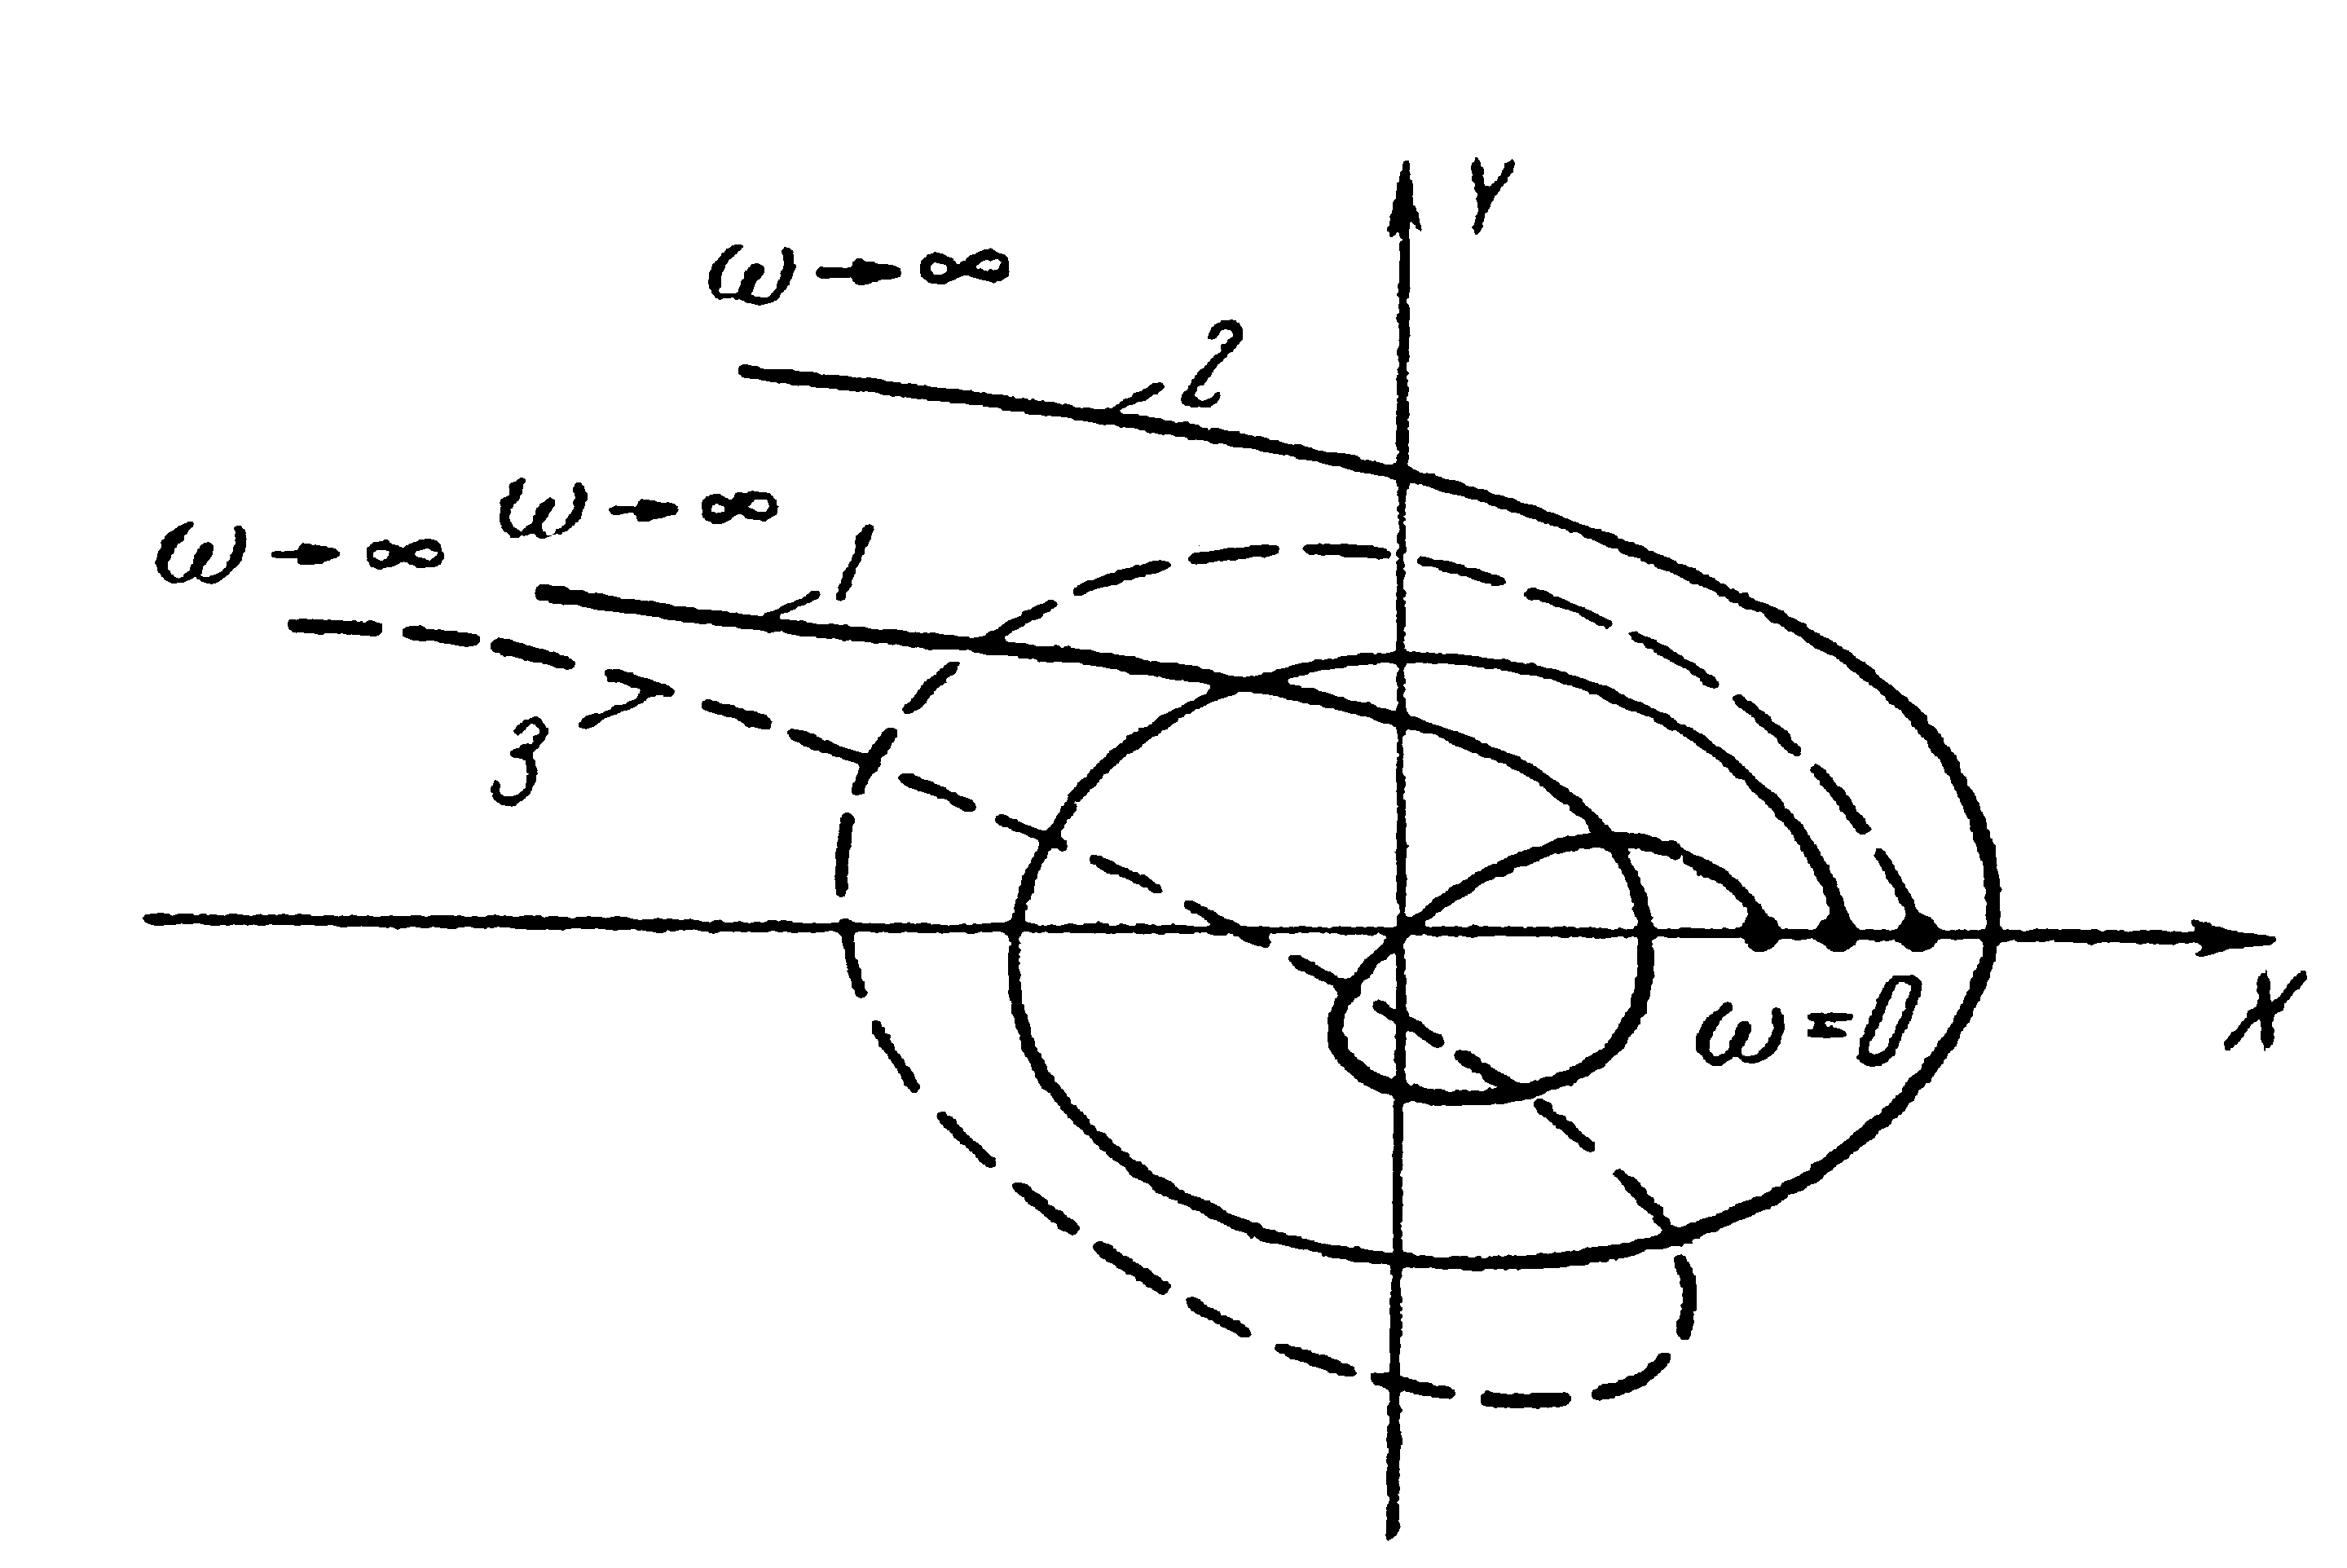 Y
ω → ∞
2
ω → ∞
1
ω → ∞
3
ω = 0
X